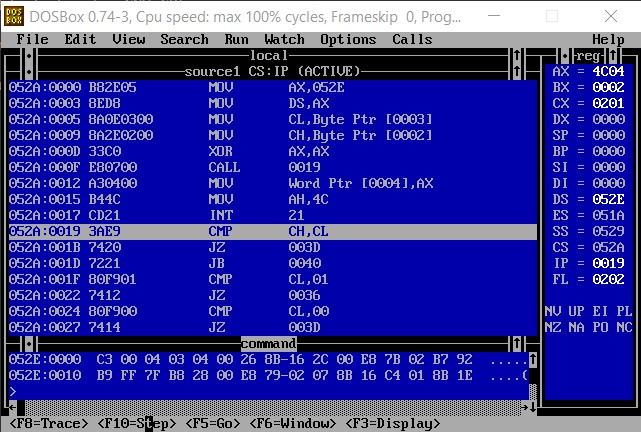 DOSBox 0.74-3, Cpu speed: max 100% cycles, Frameskip 0, Prog...
File Edit View Search Run Watch Options Calls Help
local
source1 CS:IP (ACTIVE)
052A:0000 B82E05 MOV AX,052E
052A:0003 8ED8 MOV DS,AX
052A:0005 8A0E0300 MOV CL,Byte Ptr [0003]
052A:0009 8A2E0200 MOV CH,Byte Ptr [0002]
052A:000D 33C0 XOR AX,AX
052A:000F EB0700 CALL 0019
052A:0012 A30400 MOV Word Ptr [0004],AX
052A:0015 B44C MOV AH,4C
052A:0017 CD21 INT 21
052A:0019 3AE9 CMP CH,CL
052A:001B 7420 JZ 003D
052A:001D 7221 JB 0040
052A:001F 80F901 CMP CL,01
052A:0022 7412 JZ 0036
052A:0024 80F900 CMP CL,00
052A:0027 7414 JZ 003D
reg
AX = 4C04
BX = 0002
CX = 0201
DX = 0000
SP = 0000
BP = 0000
SI = 0000
DI = 0000
DS = 052E
ES = 051A
SS = 0529
CS = 052A
IP = 0019
FL = 0202
NV UP EI PL
NZ NA PO NC
command
052E:0000 C3 00 04 03 04 00 26 8B-16 2C 00 E8 7B 02 B7 92 .....
052E:0010 B9 FF 7F B8 28 00 E8 79-02 07 8B 16 C4 01 8B 1E ....(
>
<F8=Trace> <F10=Step> <F5=Go> <F6=Window> <F3=Display>